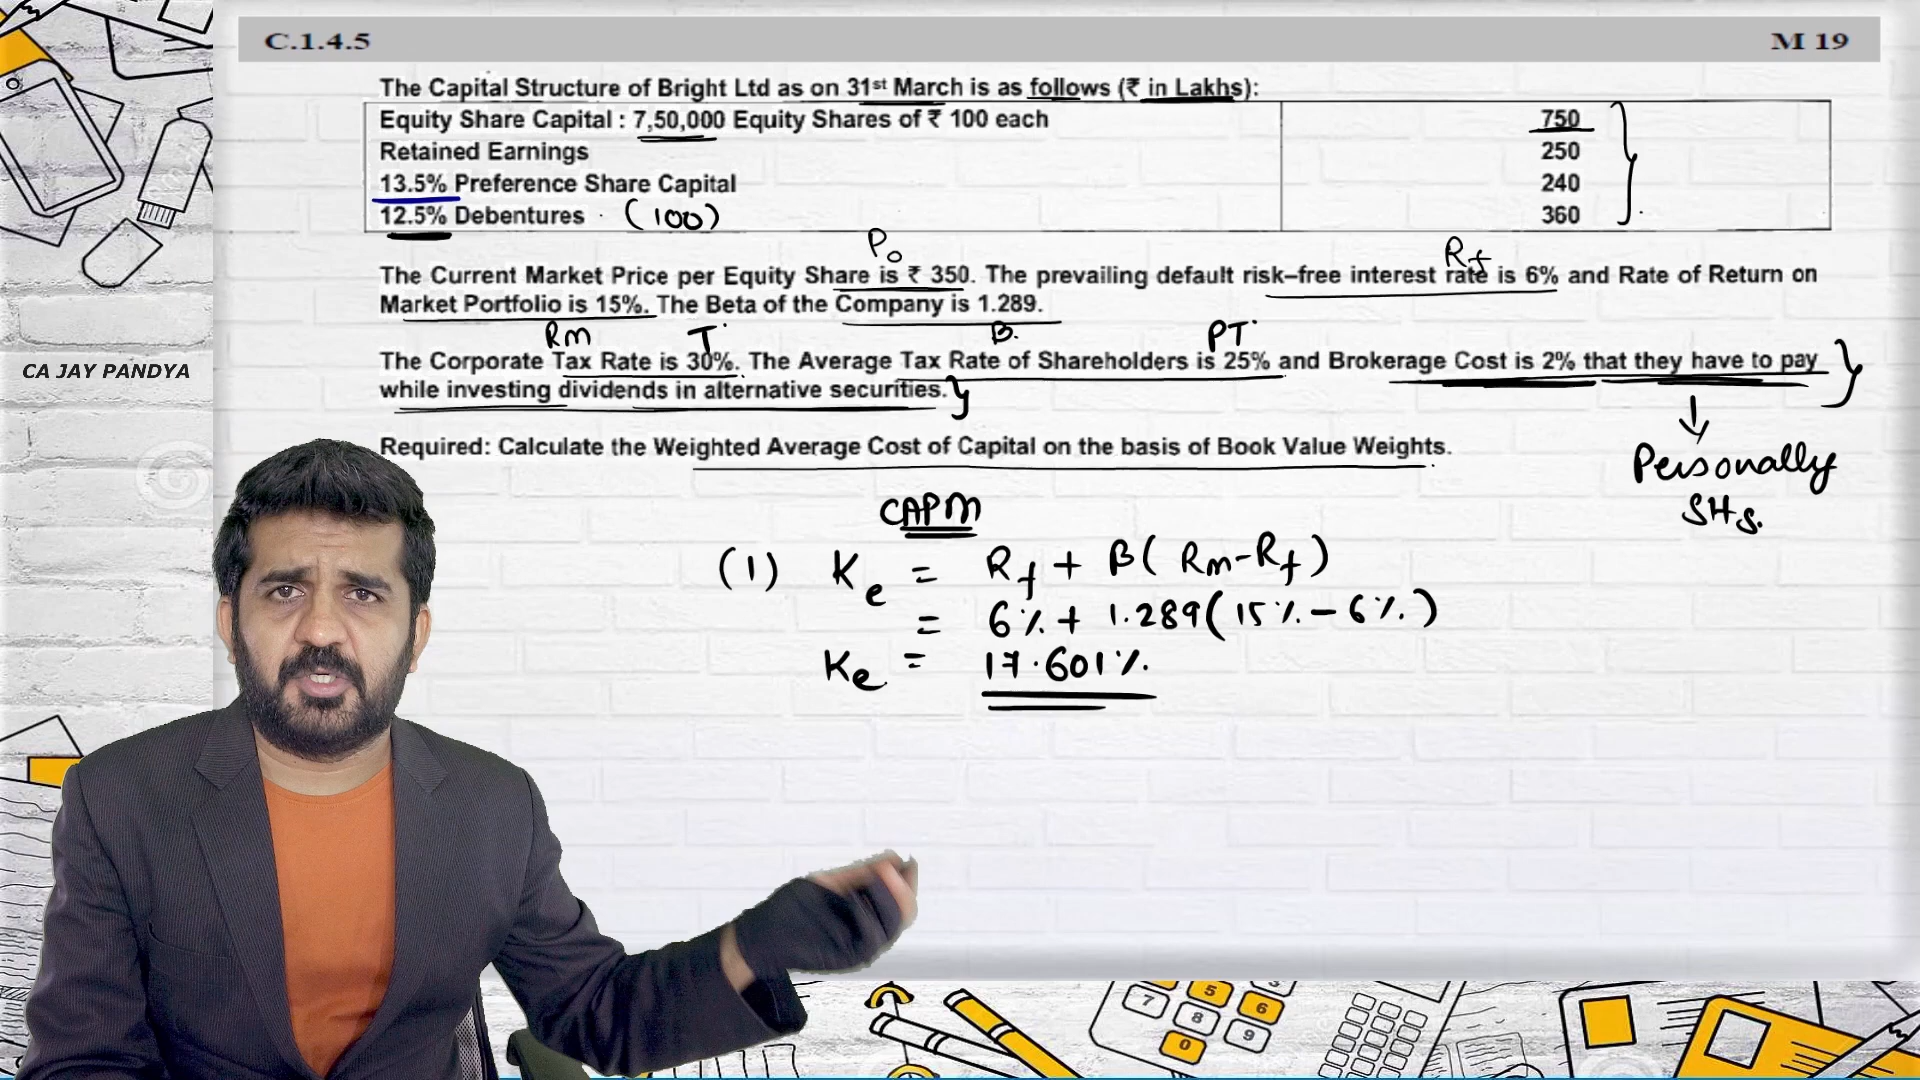 C.1.4.5 M 19
The Capital Structure of Bright Ltd as on 31st March is as follows (₹ in Lakhs):
Equity Share Capital : 7,50,000 Equity Shares of ₹ 100 each 750
Retained Earnings 250
13.5% Preference Share Capital 240
12.5% Debentures (100) 360
P₀ Rf
The Current Market Price per Equity Share is ₹ 350. The prevailing default risk–free interest rate is 6% and Rate of Return on
Market Portfolio is 15%. The Beta of the Company is 1.289.
Rm T B. PT
The Corporate Tax Rate is 30%. The Average Tax Rate of Shareholders is 25% and Brokerage Cost is 2% that they have to pay
while investing dividends in alternative securities.
CA JAY PANDYA
Required: Calculate the Weighted Average Cost of Capital on the basis of Book Value Weights.
Personally
SHs.
CAPM
(1) Ke = Rf + B( Rm-Rf )
= 6% + 1.289( 15% - 6% )
Ke = 17.601%
7 5 6
8 9
0